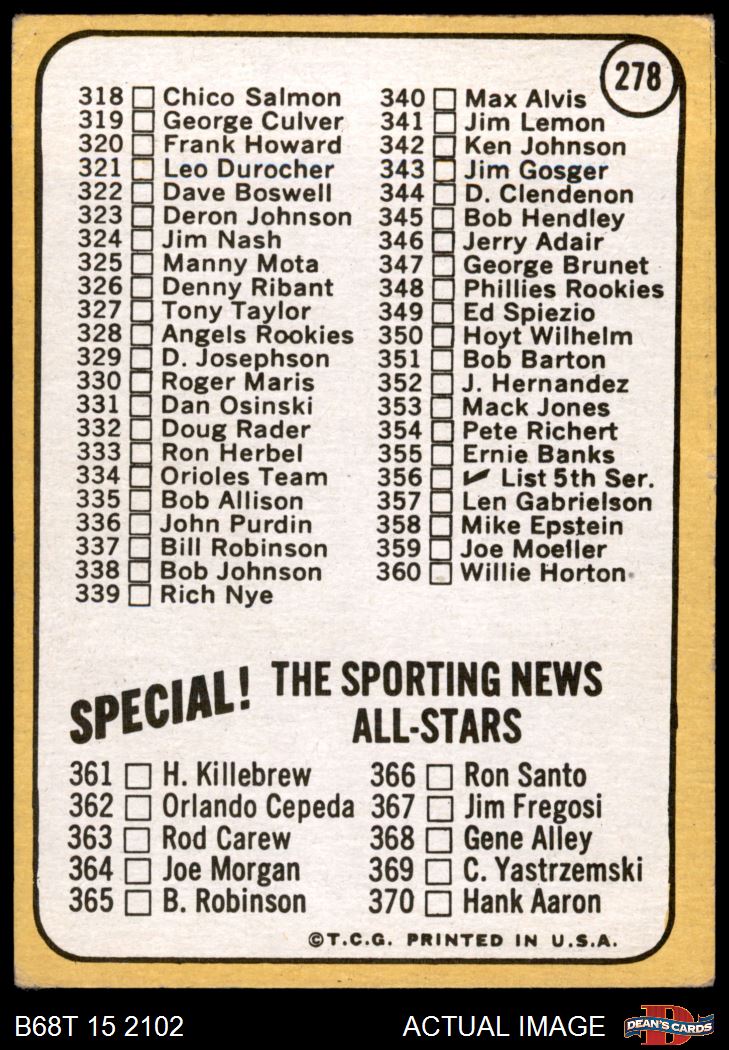 278
318 Chico Salmon
319 George Culver
320 Frank Howard
321 Leo Durocher
322 Dave Boswell
323 Deron Johnson
324 Jim Nash
325 Manny Mota
326 Denny Ribant
327 Tony Taylor
328 Angels Rookies
329 D. Josephson
330 Roger Maris
331 Dan Osinski
332 Doug Rader
333 Ron Herbel
334 Orioles Team
335 Bob Allison
336 John Purdin
337 Bill Robinson
338 Bob Johnson
339 Rich Nye
340 Max Alvis
341 Jim Lemon
342 Ken Johnson
343 Jim Gosger
344 D. Clendenon
345 Bob Hendley
346 Jerry Adair
347 George Brunet
348 Phillies Rookies
349 Ed Spiezio
350 Hoyt Wilhelm
351 Bob Barton
352 J. Hernandez
353 Mack Jones
354 Pete Richert
355 Ernie Banks
356 ✓ List 5th Ser.
357 Len Gabrielson
358 Mike Epstein
359 Joe Moeller
360 Willie Horton
SPECIAL! THE SPORTING NEWS
ALL-STARS
361 H. Killebrew
362 Orlando Cepeda
363 Rod Carew
364 Joe Morgan
365 B. Robinson
366 Ron Santo
367 Jim Fregosi
368 Gene Alley
369 C. Yastrzemski
370 Hank Aaron
©T.C.G. PRINTED IN U.S.A.
B68T 15 2102
ACTUAL IMAGE
D
DEAN'S CARDS